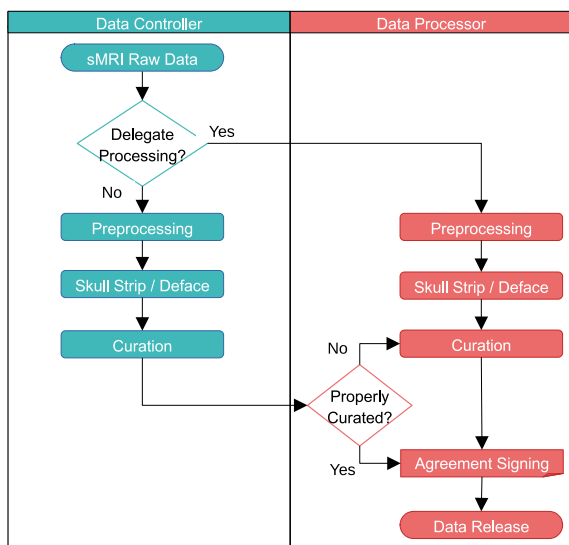 Data Controller
Data Processor
sMRI Raw Data
Delegate
Processing?
Yes
No
Preprocessing
Preprocessing
Skull Strip / Deface
Skull Strip / Deface
Curation
No
Curation
Properly
Curated?
Yes
Agreement Signing
Data Release